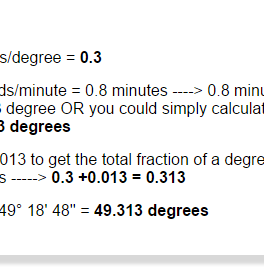 s/degree = 0.3
ds/minute = 0.8 minutes ----> 0.8 minu
degree OR you could simply calculat
3 degrees
013 to get the total fraction of a degre
s -----> 0.3 +0.013 = 0.313
49° 18' 48" = 49.313 degrees